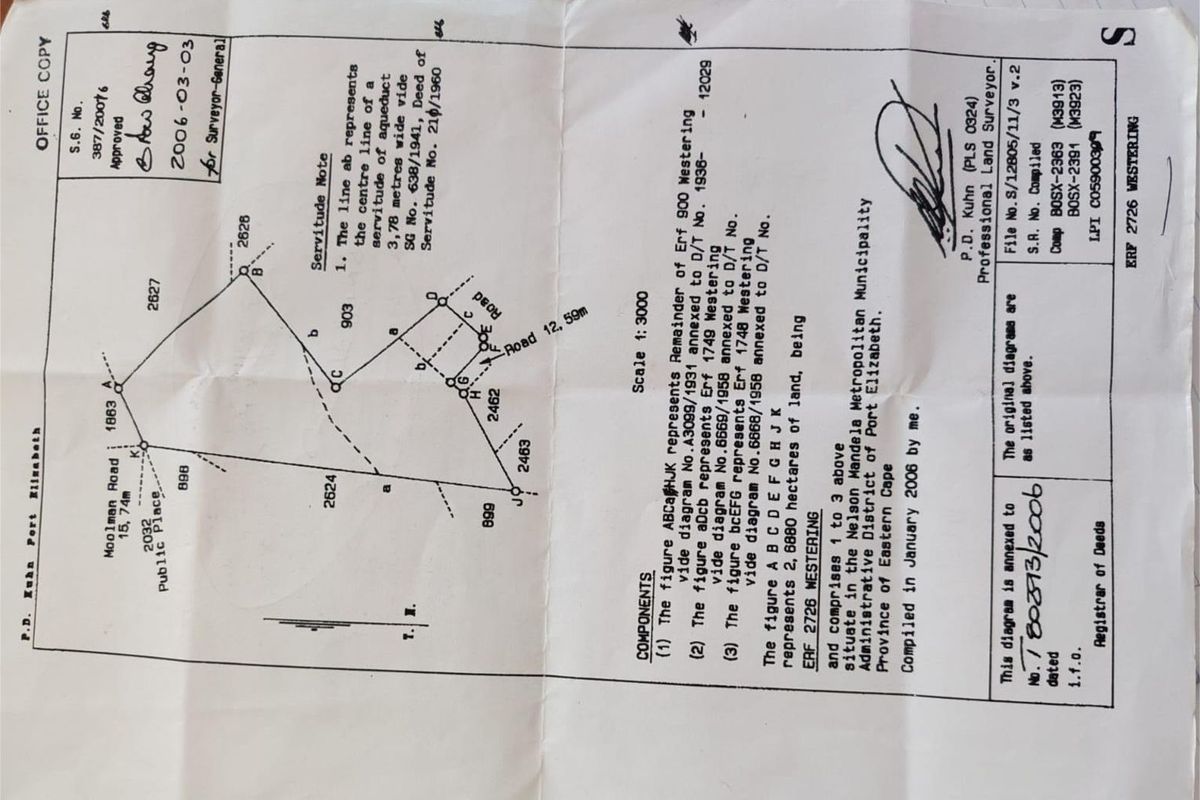 P.D. Kuhn Port Elizabeth
OFFICE COPY
S.G. No.
387/2006
Approved
2006-03-03
for Surveyor-General
Moolman Road
15,74m
2032
Public Place
1863
A
K
898
2627
2626
B
2624
b
903
C
a
a
D
b
c
Road
E
F
G
H
Road 12,59m
2462
2463
899
J
T. N.
Servitude Note
1. The line ab represents
the centre line of a
servitude of aqueduct
3,78 metres wide vide
SG No. 638/1941, Deed of
Servitude No. 210/1960
Scale 1:3000
COMPONENTS
(1) The figure ABCaHJK represents Remainder of Erf 900 Westering
vide diagram No.A3099/1931 annexed to D/T No. 1936- - 12029
(2) The figure aDcb represents Erf 1749 Westering
vide diagram No.6669/1958 annexed to D/T No.
(3) The figure bcEFG represents Erf 1748 Westering
vide diagram No.6668/1958 annexed to D/T No.
The figure A B C D E F G H J K
represents 2,6880 hectares of land, being
ERF 2726 WESTERING
and comprises 1 to 3 above
situate in the Nelson Mandela Metropolitan Municipality
Administrative District of Port Elizabeth.
Province of Eastern Cape
Compiled in January 2006 by me.
P.D. Kuhn (PLS 0324)
Professional Land Surveyor.
This diagram is annexed to
No. T 80293/2006
dated
i.f.o.
Registrar of Deeds
The original diagrams are
as listed above.
File No. S/12805/11/3 v.2
S.R. No. Compiled
Comp BOSX-2363 (M3913)
BOSX-2391 (M3923)
LPI C0590039
ERF 2726 WESTERING
S